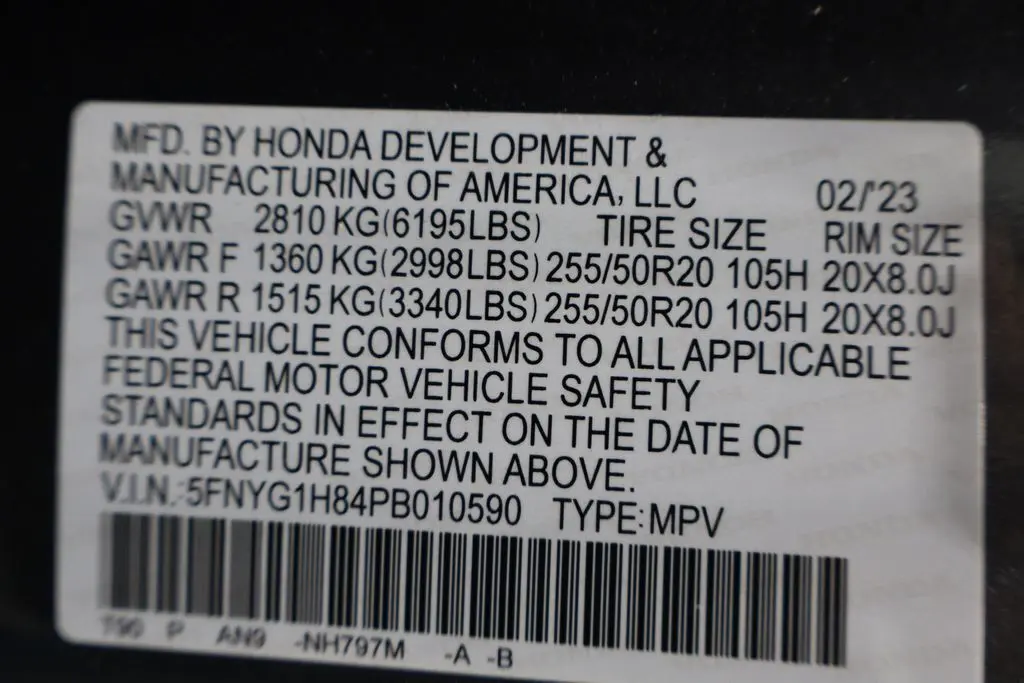 MFD. BY HONDA DEVELOPMENT &
MANUFACTURING OF AMERICA, LLC 02/'23
GVWR 2810 KG(6195LBS) TIRE SIZE RIM SIZE
GAWR F 1360 KG(2998LBS) 255/50R20 105H 20X8.0J
GAWR R 1515 KG(3340LBS) 255/50R20 105H 20X8.0J
THIS VEHICLE CONFORMS TO ALL APPLICABLE
FEDERAL MOTOR VEHICLE SAFETY
STANDARDS IN EFFECT ON THE DATE OF
MANUFACTURE SHOWN ABOVE.
V.I.N.:5FNYG1H84PB010590 TYPE:MPV
T90 P AN9 -NH797M -A -B